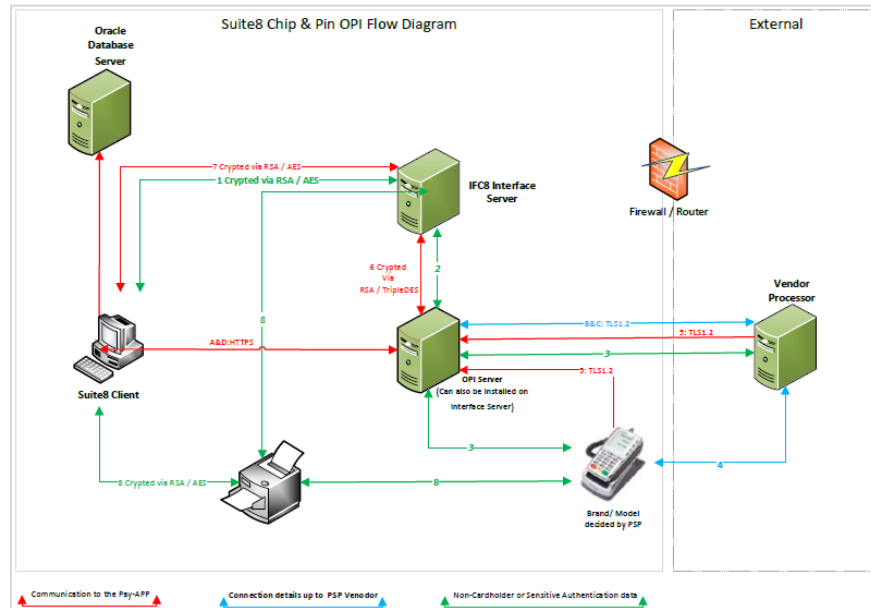 Suite8 Chip & Pin OPI Flow Diagram
External
Oracle
Database
Server
7 Crypted via RSA / AES
1 Crypted via RSA / AES
IFC8 Interface
Server
Firewall / Router
6 Crypted
Via
RSA / TripleDES
2
8
Vendor
Processor
B&C: TLS1.2
5: TLS1.2
A&D:HTTPS
3
OPI Server
(Can also be installed on
Interface Server)
5: TLS1.2
Suite8 Client
3
4
8 Crypted via RSA / AES
8
Brand/ Model
decided by PSP
Communication to the Pay-APP
Connection details up to PSP Venodor
Non-Cardholder or Sensitive Authentication data